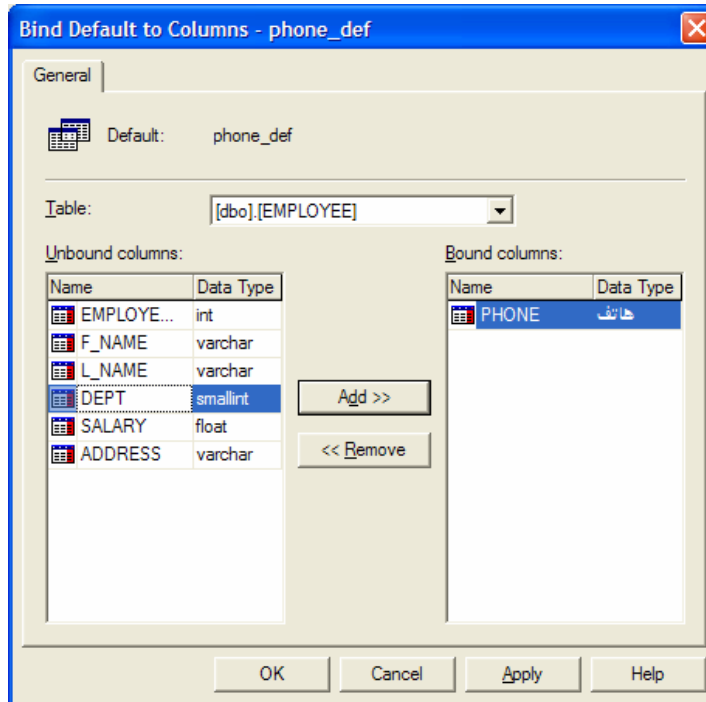 Bind Default to Columns - phone_def
General
Default: phone_def
Table: [dbo].[EMPLOYEE]
Unbound columns: Bound columns:
Name Data Type Name Data Type
EMPLOYE... int PHONE هاتف
F_NAME varchar
L_NAME varchar
DEPT smallint Add >>
SALARY float
ADDRESS varchar << Remove
OK Cancel Apply Help